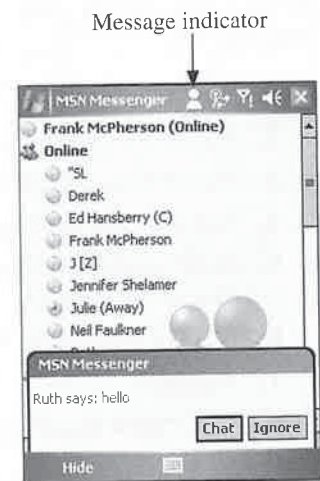 Message indicator
MSN Messenger
Frank McPherson (Online)
Online
"SL
Derek
Ed Hansberry (C)
Frank McPherson
J [Z]
Jennifer Shelamer
Julie (Away)
Neil Faulkner
MSN Messenger
Ruth says: hello
Chat Ignore
Hide